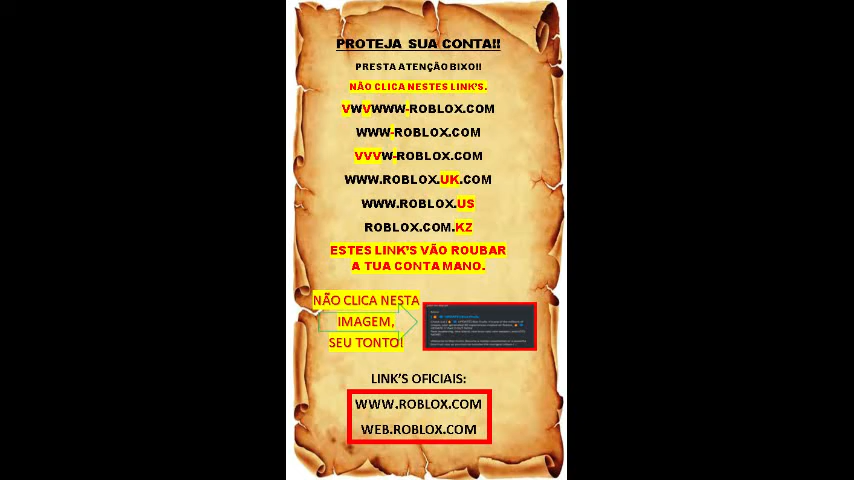 PROTEJA SUA CONTA!!
PRESTA ATENÇÃO BIXO!!
NÃO CLICA NESTES LINK'S.
VWVWWW-ROBLOX.COM
WWW-ROBLOX.COM
VVVW-ROBLOX.COM
WWW.ROBLOX.UK.COM
WWW.ROBLOX.US
ROBLOX.COM.KZ
ESTES LINK'S VÃO ROUBAR
A TUA CONTA MANO.
NÃO CLICA NESTA
IMAGEM,
SEU TONTO!
LINK'S OFICIAIS:
WWW.ROBLOX.COM
WEB.ROBLOX.COM